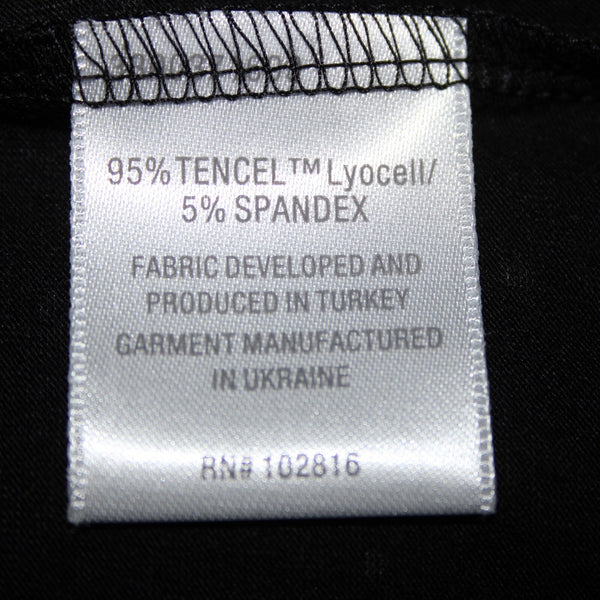 95% TENCEL™ Lyocell/
5% SPANDEX
FABRIC DEVELOPED AND
PRODUCED IN TURKEY
GARMENT MANUFACTURED
IN UKRAINE
RN# 102816